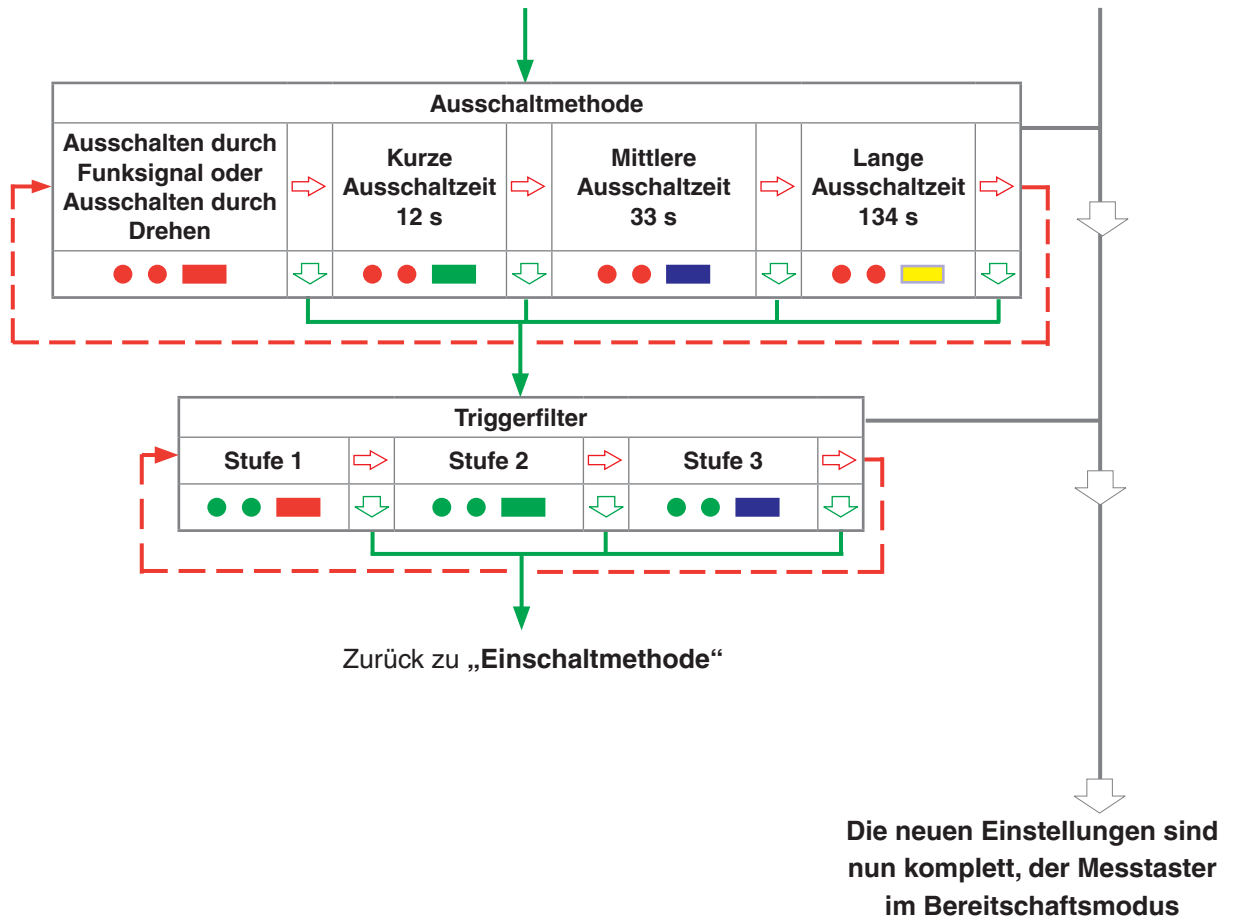 Ausschaltmethode
Ausschalten durch
Funksignal oder
Ausschalten durch
Drehen
Kurze
Ausschaltzeit
12 s
Mittlere
Ausschaltzeit
33 s
Lange
Ausschaltzeit
134 s
Triggerfilter
Stufe 1
Stufe 2
Stufe 3
Zurück zu „Einschaltmethode“
Die neuen Einstellungen sind
nun komplett, der Messtaster
im Bereitschaftsmodus